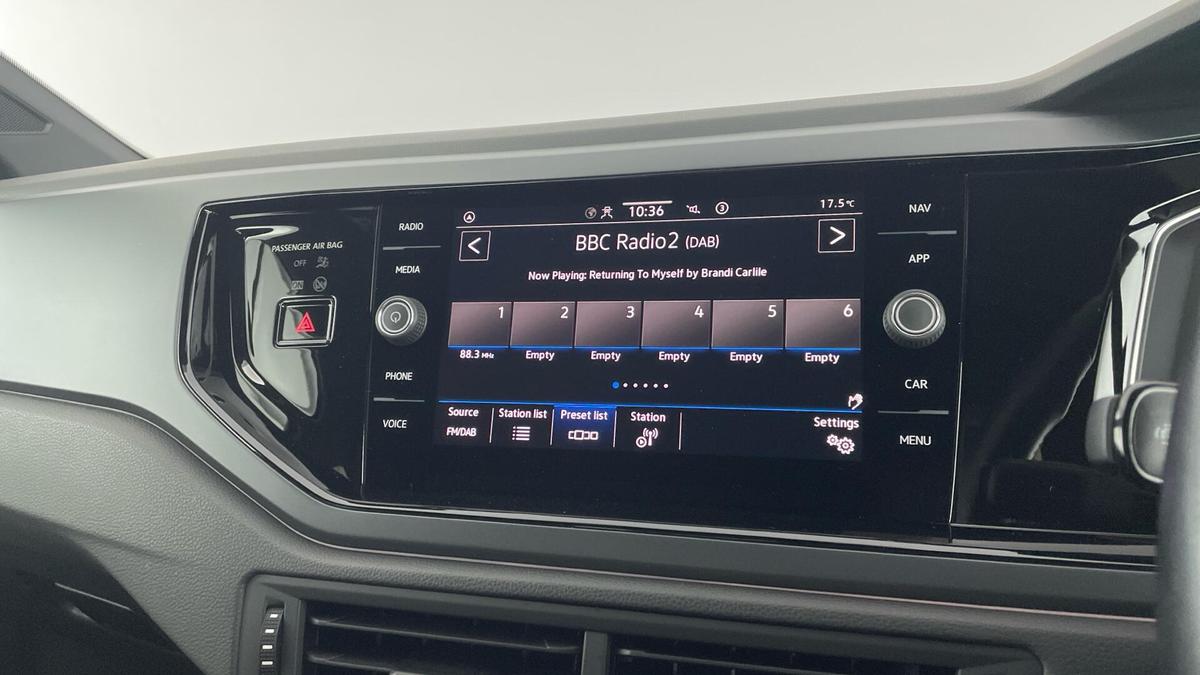 PASSENGER AIR BAG
OFF
ON
RADIO
MEDIA
PHONE
VOICE
10:36
3
17.5°C
<
BBC Radio2 (DAB)
>
Now Playing: Returning To Myself by Brandi Carlile
1 2 3 4 5 6
88.3 MHz Empty Empty Empty Empty Empty
Source Station list Preset list Station Settings
FM/DAB
NAV
APP
CAR
MENU